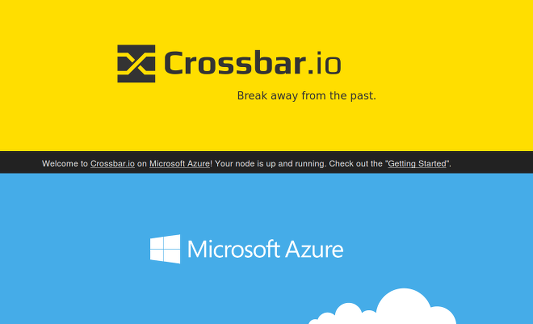 Crossbar.io
Break away from the past.
Welcome to Crossbar.io on Microsoft Azure! Your node is up and running. Check out the "Getting Started".
Microsoft Azure